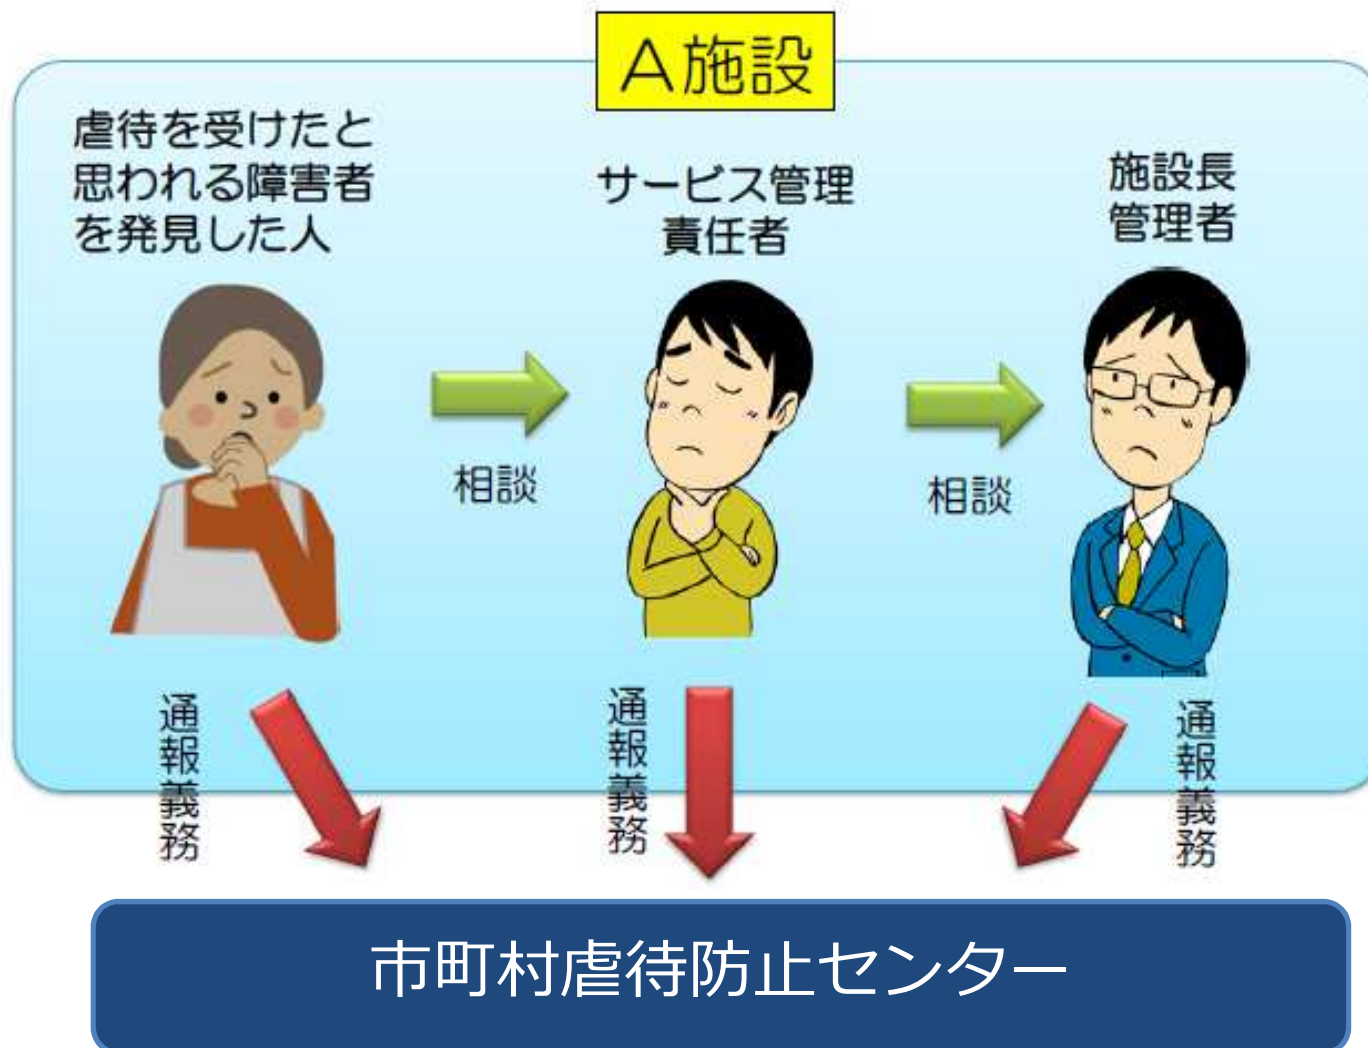 A施設
虐待を受けたと
思われる障害者
を発見した人
サービス管理
責任者
施設長
管理者
相談
相談
通報義務
通報義務
通報義務
市町村虐待防止センター